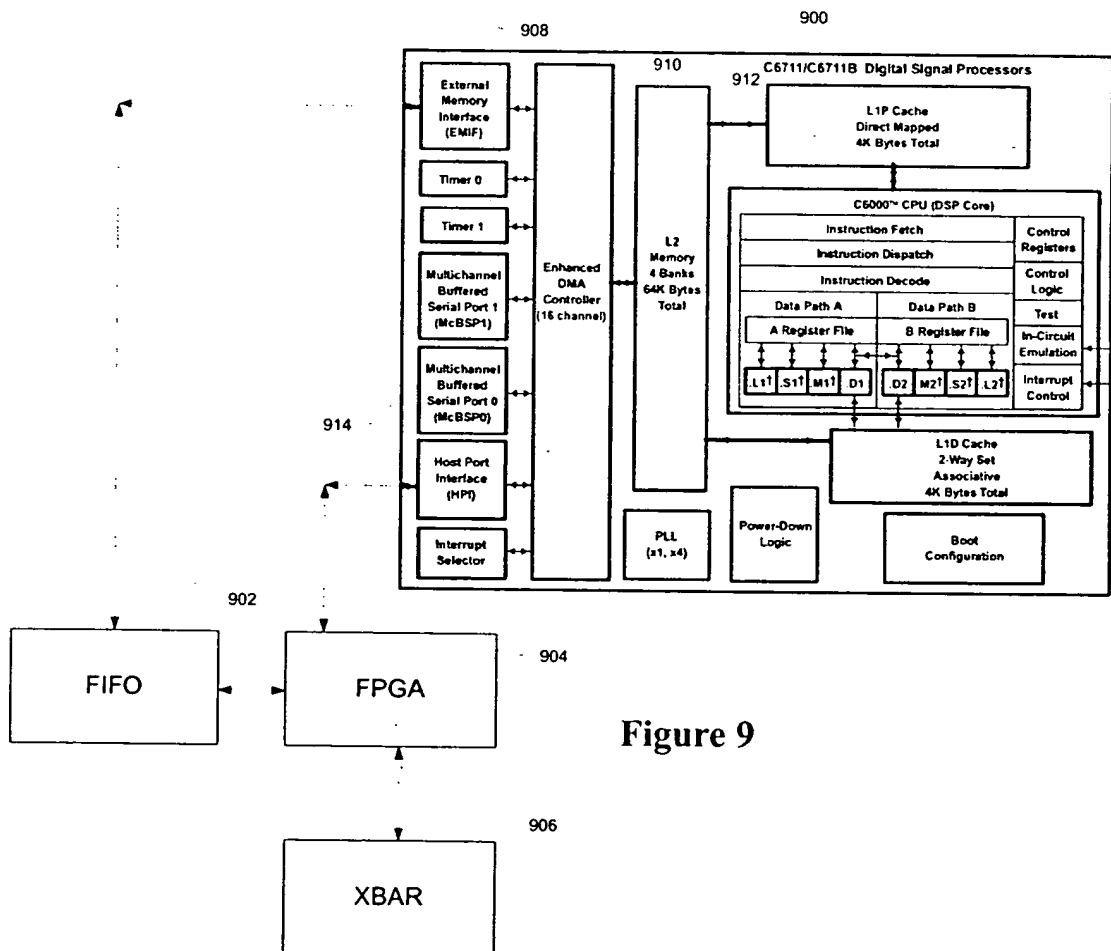 900
908
C6711/C6711B Digital Signal Processors
910
912
External
Memory
Interface
(EMIF)
Timer 0
Timer 1
Multichannel
Buffered
Serial Port 1
(McBSP1)
Multichannel
Buffered
Serial Port 0
(McBSP0)
914
Host Port
Interface
(HPI)
Interrupt
Selector
Enhanced
DMA
Controller
(16 channel)
L2
Memory
4 Banks
64K Bytes
Total
L1P Cache
Direct Mapped
4K Bytes Total
C6000™ CPU (DSP Core)
Instruction Fetch
Instruction Dispatch
Instruction Decode
Data Path A
Data Path B
A Register File
B Register File
.L1† .S1† .M1† .D1
.D2 .M2† .S2† .L2†
Control
Registers
Control
Logic
Test
In-Circuit
Emulation
Interrupt
Control
L1D Cache
2-Way Set
Associative
4K Bytes Total
PLL
(x1, x4)
Power-Down
Logic
Boot
Configuration
902
FIFO
904
FPGA
Figure 9
906
XBAR